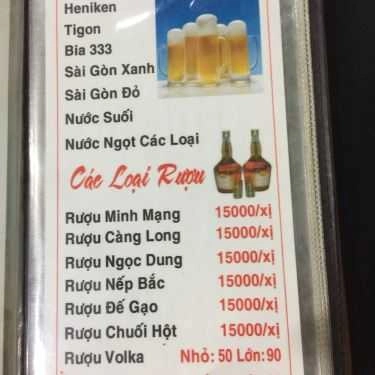 Heniken
Tigon
Bia 333
Sài Gòn Xanh
Sài Gòn Đỏ
Nước Suối
Nước Ngọt Các Loại
Các Loại Rượu
Rượu Minh Mạng 15000/xị
Rượu Càng Long 15000/xị
Rượu Ngọc Dung 15000/xị
Rượu Nếp Bắc 15000/xị
Rượu Đế Gạo 15000/xị
Rượu Chuối Hột 15000/xị
Rượu Volka Nhỏ: 50 Lớn: 90